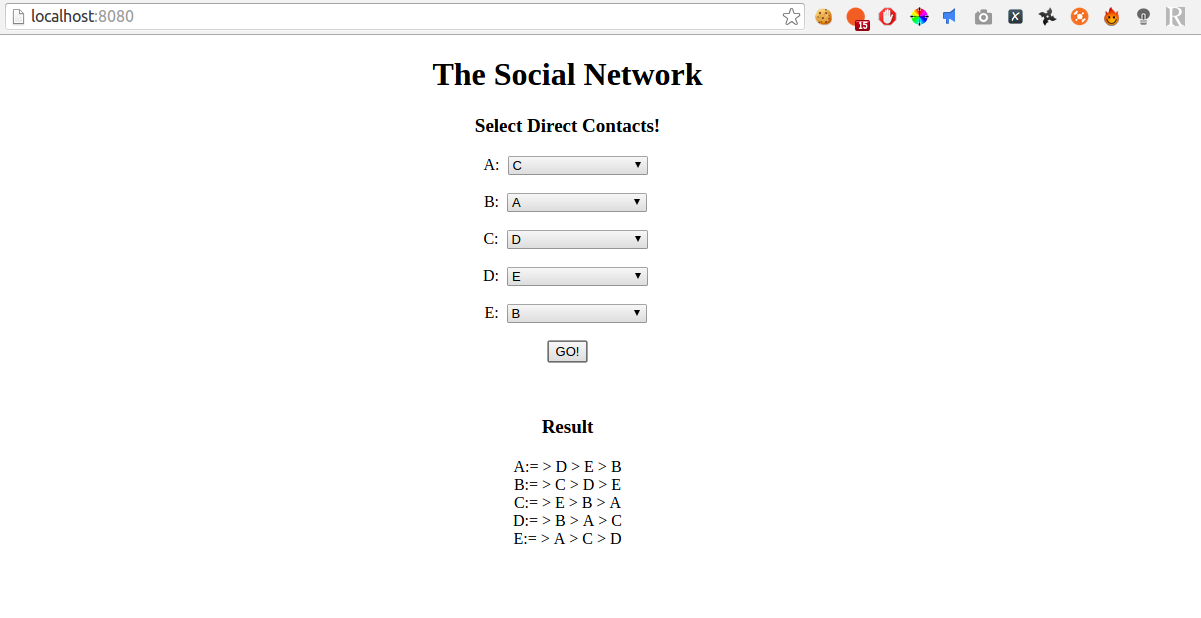 localhost:8080
15
The Social Network
Select Direct Contacts!
A: C
B: A
C: D
D: E
E: B
GO!
Result
A:= > D > E > B
B:= > C > D > E
C:= > E > B > A
D:= > B > A > C
E:= > A > C > D